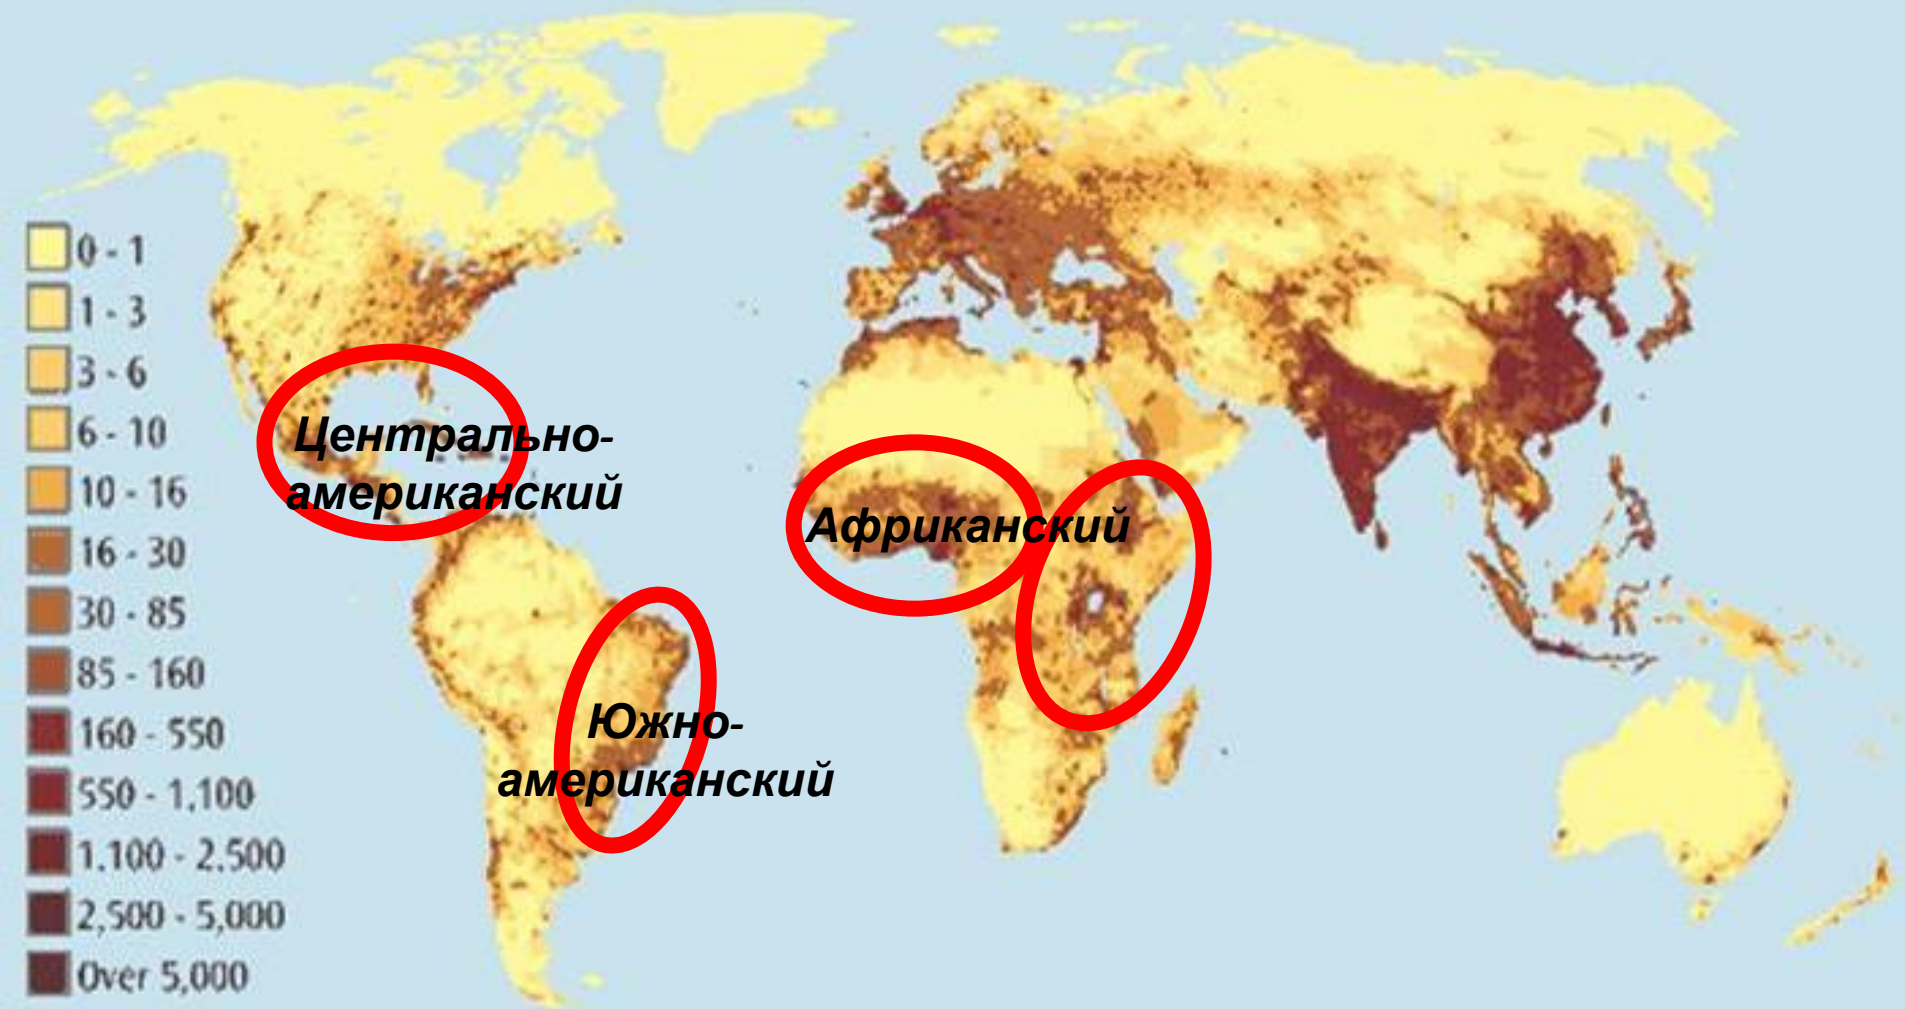 0 - 1
1 - 3
3 - 6
6 - 10
10 - 16
16 - 30
30 - 85
85 - 160
160 - 550
550 - 1,100
1.100 - 2.500
2,500 - 5,000
Over 5,000
Центрально-
американский
Африканский
Южно-
американский